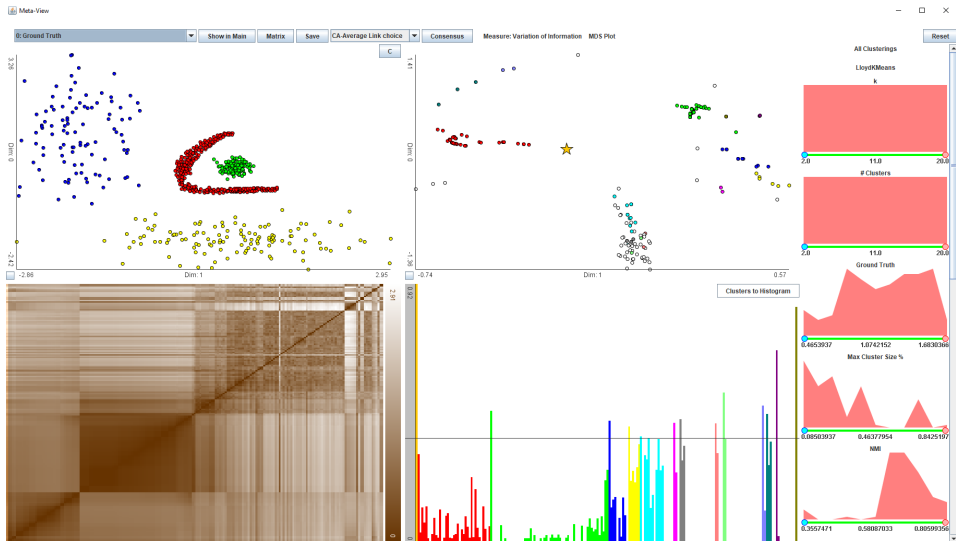 Meta-View
0: Ground Truth
Show in Main
Matrix
Save
CA-Average Link choice
Consensus
Measure: Variation of Information
MDS Plot
Reset
C
3.26
Dim: 0
-2.42
-2.86
Dim: 1
2.95
1.41
Dim: 0
-1.36
-0.74
Dim: 1
0.57
All Clusterings
LloydKMeans
k
2.0
11.0
20.0
# Clusters
2.0
11.0
20.0
Ground Truth
0.4653937
1.0742152
1.6830366
Max Cluster Size %
0.08503937
0.46377954
0.8425197
NMI
0.3557471
0.58087033
0.80599356
2.91
0
0.92
0
Clusters to Histogram